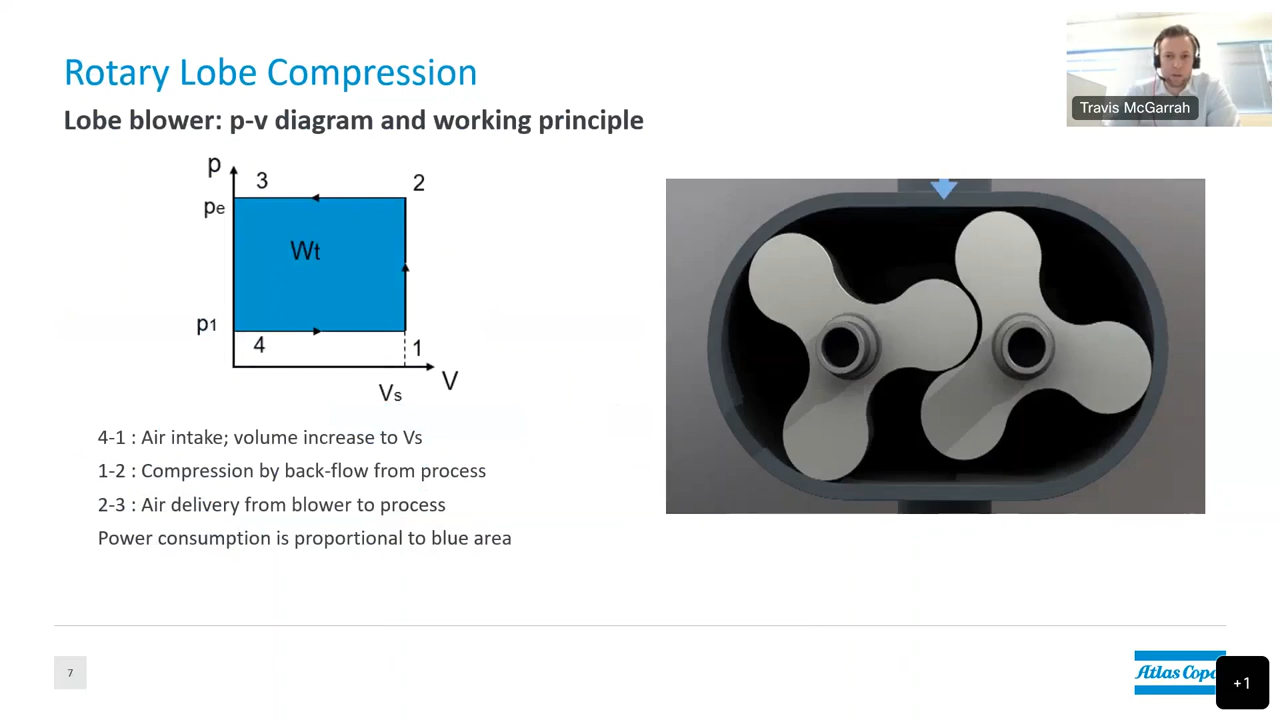 Rotary Lobe Compression
Travis McGarrah
Lobe blower: p-v diagram and working principle
p
3
2
pe
Wt
p1
4
1
Vs
V
4-1 : Air intake; volume increase to Vs
1-2 : Compression by back-flow from process
2-3 : Air delivery from blower to process
Power consumption is proportional to blue area
7
Atlas Cop
+1